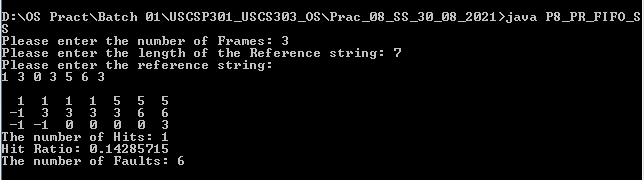 D:\OS Pract\Batch 01\USCSP301_USCS303_OS\Prac_08_SS_30_08_2021>java P8_PR_FIFO_S
S
Please enter the number of Frames: 3
Please enter the length of the Reference string: 7
Please enter the reference string:
1 3 0 3 5 6 3
1 1 1 1 5 5 5
-1 3 3 3 3 6 6
-1 -1 0 0 0 0 3
The number of Hits: 1
Hit Ratio: 0.14285715
The number of Faults: 6